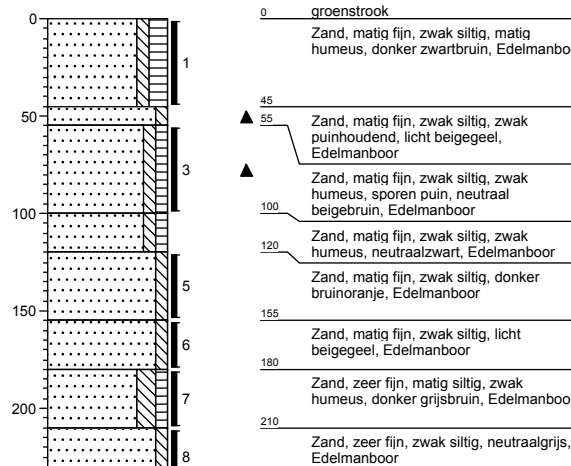 0
50
100
150
200
1
3
5
6
7
8
0 groenstrook
Zand, matig fijn, zwak siltig, matig
humeus, donker zwartbruin, Edelmanboo
45
55
Zand, matig fijn, zwak siltig, zwak
puinhoudend, licht beigegeel,
Edelmanboor
Zand, matig fijn, zwak siltig, zwak
humeus, sporen puin, neutraal
beigebruin, Edelmanboor
100
Zand, matig fijn, zwak siltig, zwak
humeus, neutraalzwart, Edelmanboor
120
Zand, matig fijn, zwak siltig, donker
bruinoranje, Edelmanboor
155
Zand, matig fijn, zwak siltig, licht
beigegeel, Edelmanboor
180
Zand, zeer fijn, matig siltig, zwak
humeus, donker grijsbruin, Edelmanboo
210
Zand, zeer fijn, zwak siltig, neutraalgrijs,
Edelmanboor